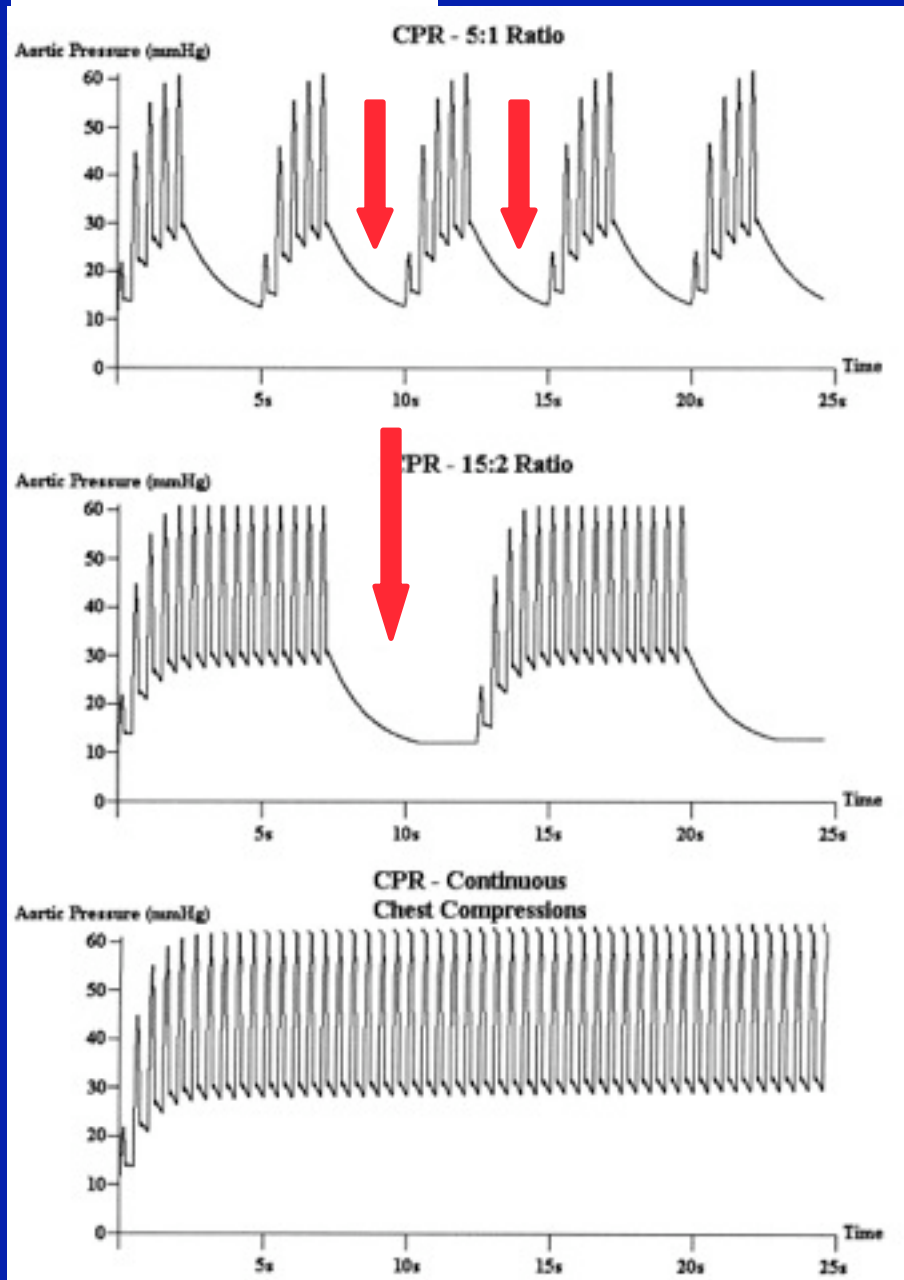 CPR - 5:1 Ratio
Aortic Pressure (mmHg)
60
50
40
30
20
10
0
Time
5s
10s
15s
20s
25s
CPR - 15:2 Ratio
Aortic Pressure (mmHg)
60
50
40
30
20
10
0
Time
5s
10s
15s
20s
25s
CPR - Continuous
Chest Compressions
Aortic Pressure (mmHg)
60
50
40
30
20
10
0
Time
5s
10s
15s
20s
25s